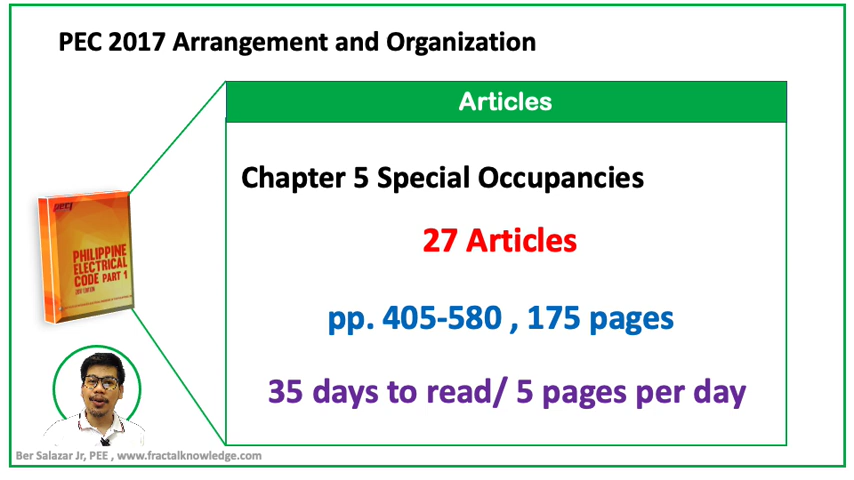 PEC 2017 Arrangement and Organization
Articles
Chapter 5 Special Occupancies
27 Articles
pp. 405-580 , 175 pages
35 days to read/ 5 pages per day
PHILIPPINE
ELECTRICAL
CODE PART 1
Ber Salazar Jr, PEE , www.fractalknowledge.com